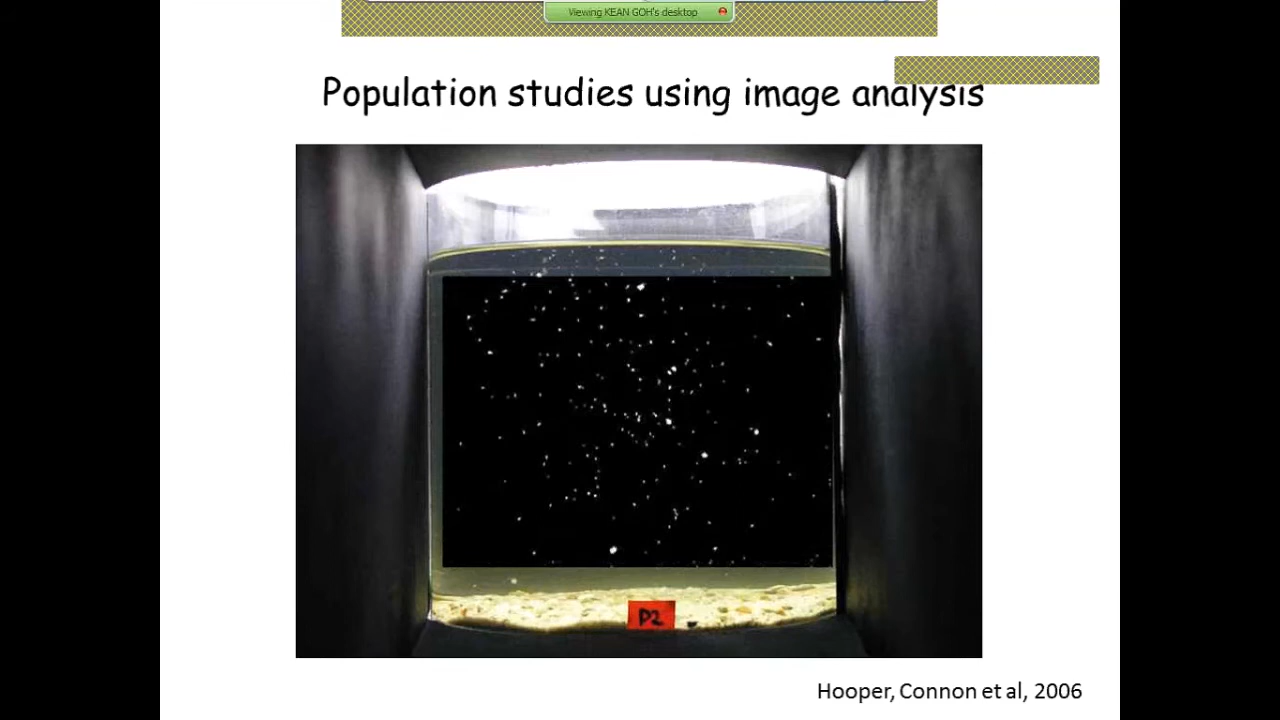 Viewing KEAN GOH's desktop
Population studies using image analysis
P2
Hooper, Connon et al, 2006